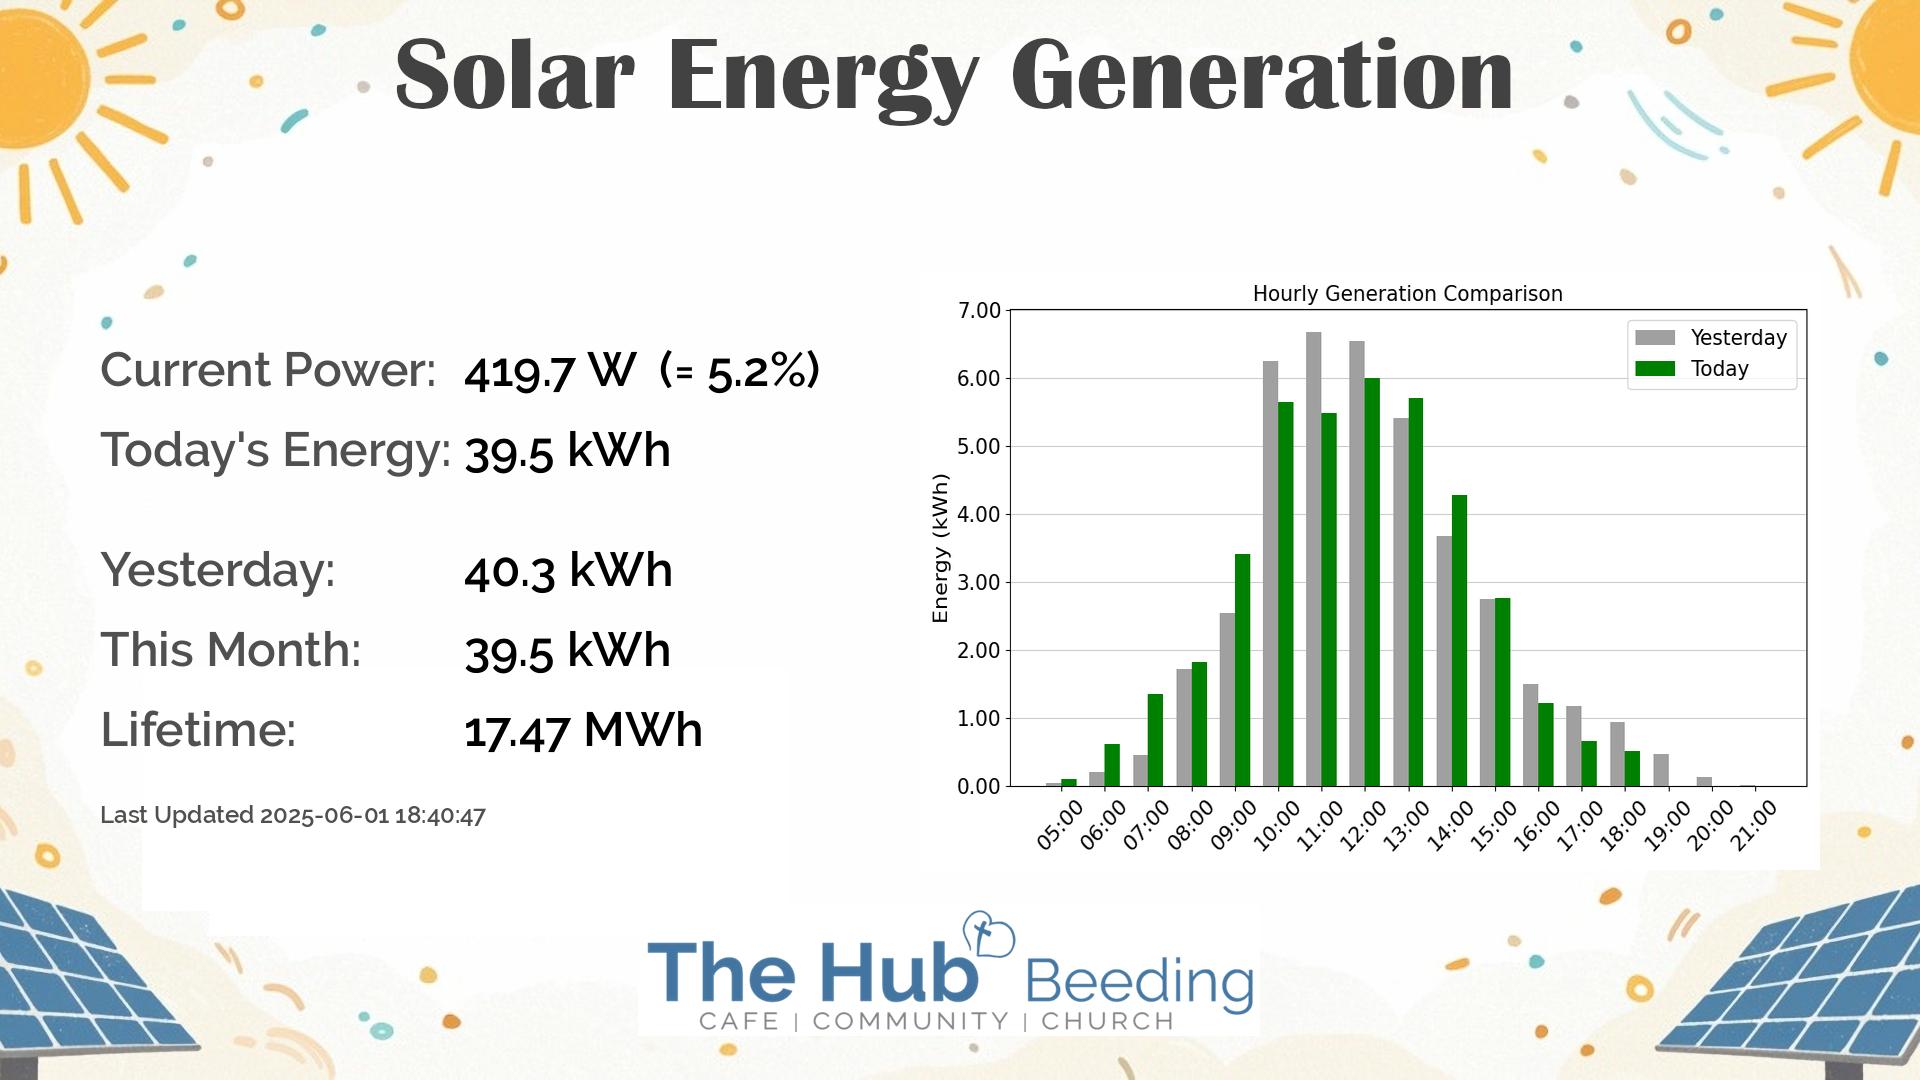 Solar Energy Generation
Current Power: 419.7 W (= 5.2%)
Today's Energy: 39.5 kWh
Yesterday: 40.3 kWh
This Month: 39.5 kWh
Lifetime: 17.47 MWh
Last Updated 2025-06-01 18:40:47
Hourly Generation Comparison
Yesterday
Today
Energy (kWh)
7.00
6.00
5.00
4.00
3.00
2.00
1.00
0.00
05:00 06:00 07:00 08:00 09:00 10:00 11:00 12:00 13:00 14:00 15:00 16:00 17:00 18:00 19:00 20:00 21:00
The Hub Beeding
CAFE | COMMUNITY | CHURCH